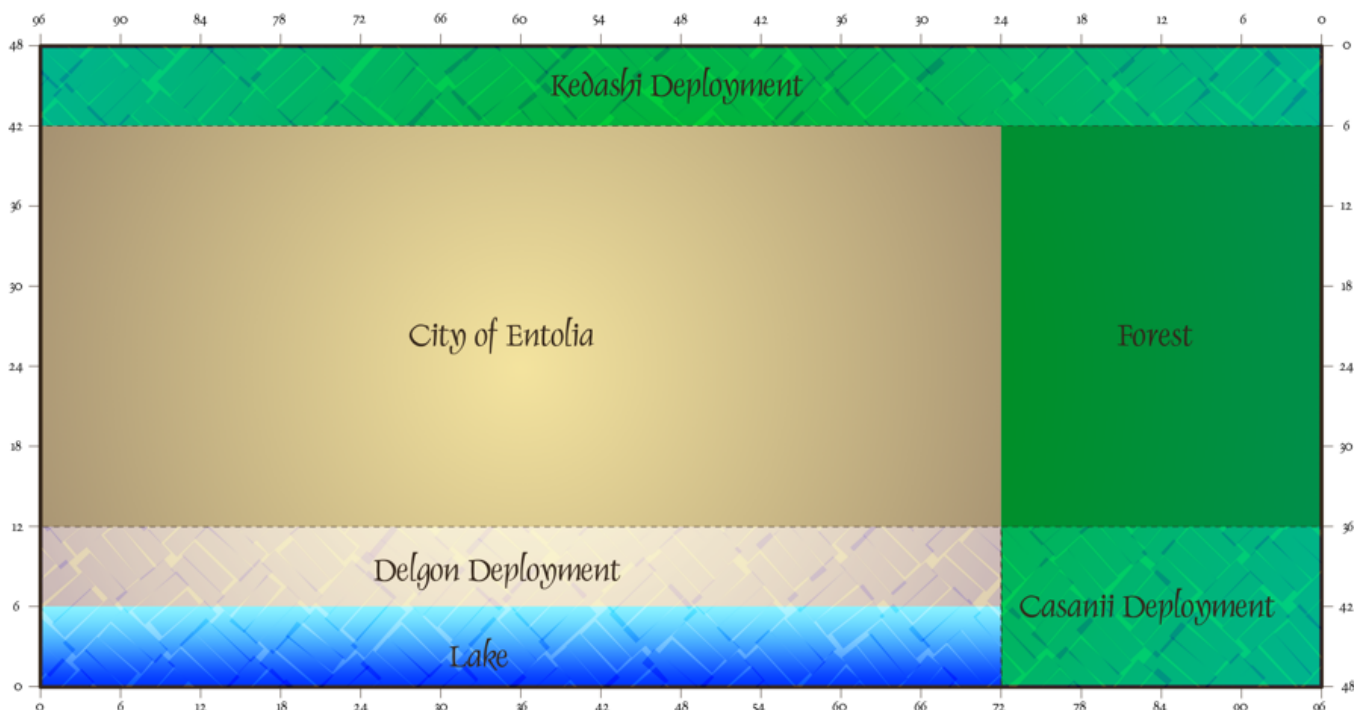 96 90 84 78 72 66 60 54 48 42 36 30 24 18 12 6 0
48 0
Kedashi Deployment
42 6
36 12
30 18
City of Entolia Forest
24 24
18 30
12 36
Delgon Deployment
6 42
Casanii Deployment
Lake
0 48
0 6 12 18 24 30 36 42 48 54 60 66 72 78 84 90 96